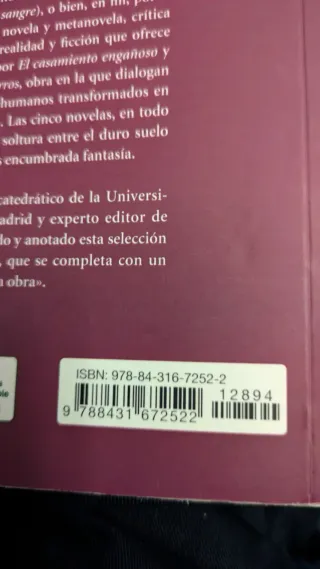 sangre), o bien, en fin,
novela y metanovela, crítica
realidad y ficción que ofrece
por El casamiento engañoso y
rros, obra en la que dialogan
humanos transformados en
. Las cinco novelas, en todo
soltura entre el duro suelo
s encumbrada fantasía.
catedrático de la Universi-
adrid y experto editor de
do y anotado esta selección
, que se completa con un
a obra».
ISBN: 978-84-316-7252-2
12894
9 788431 672522